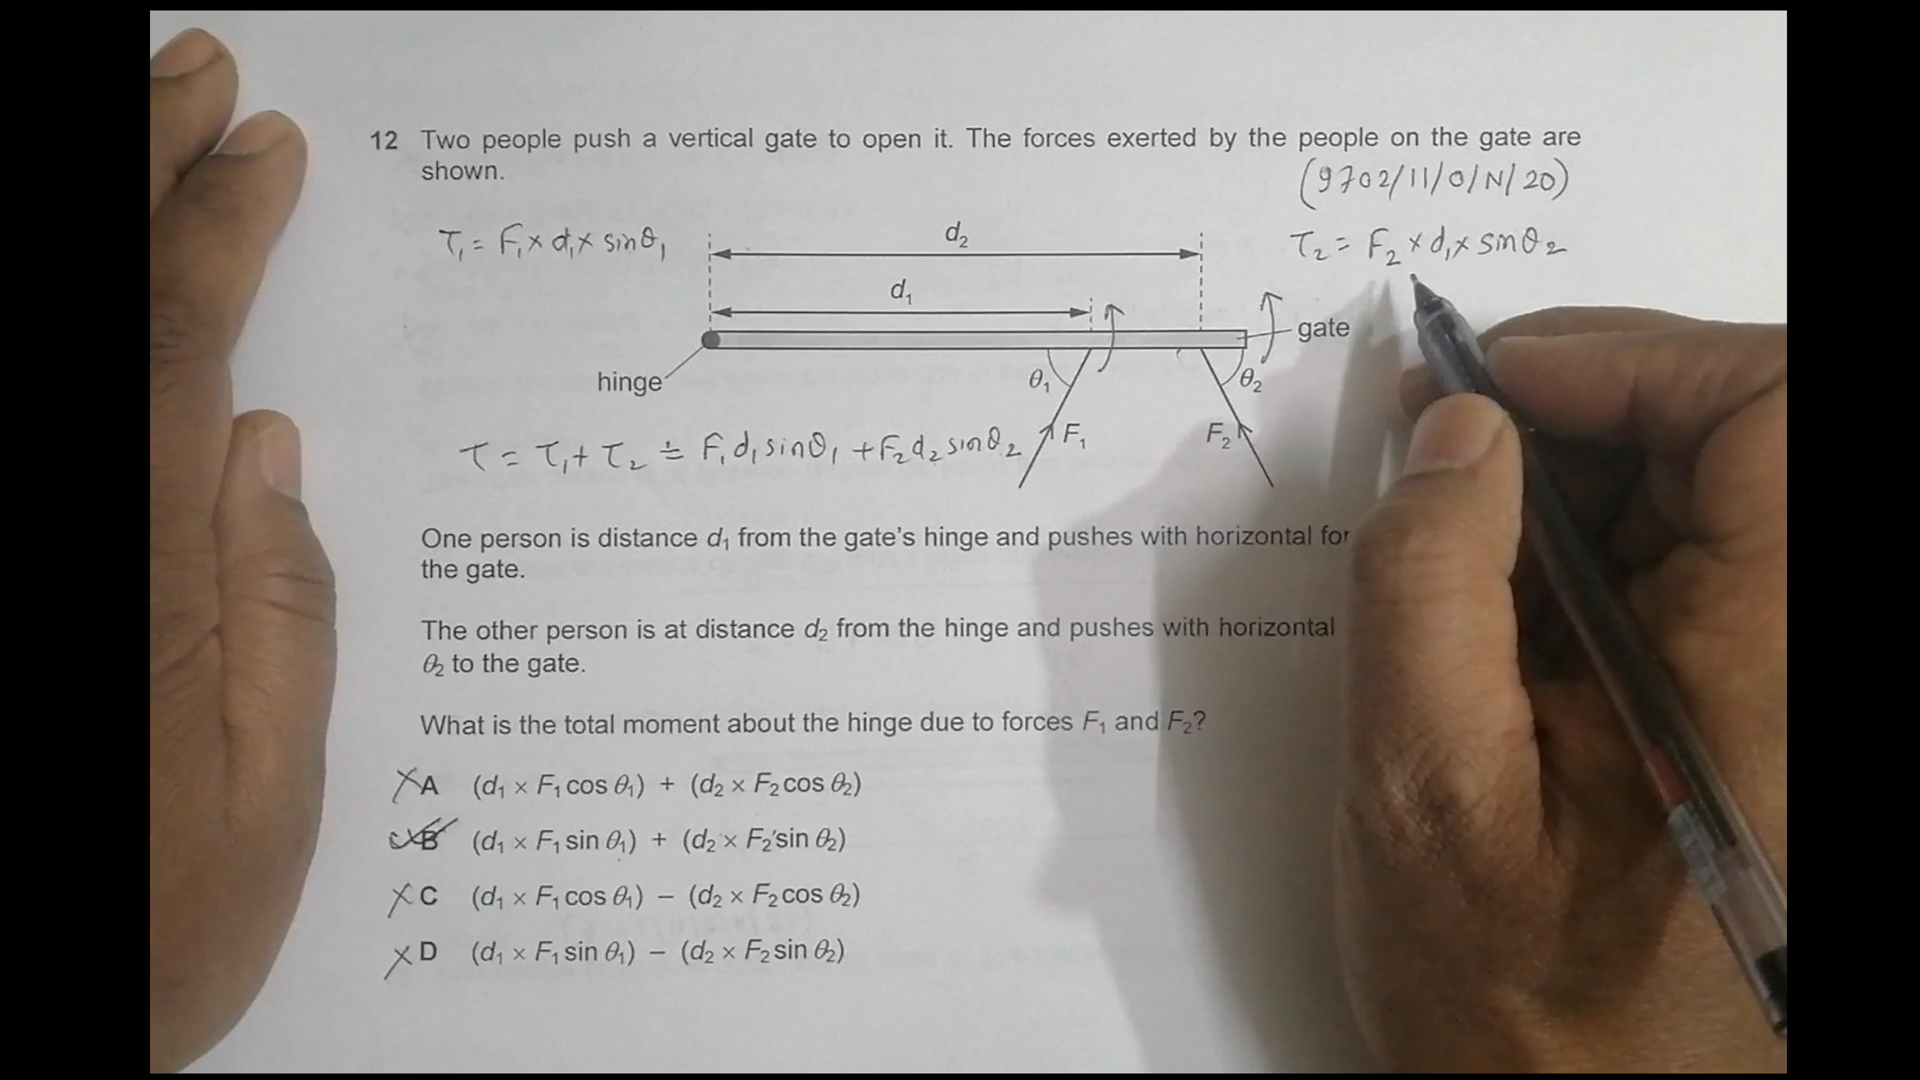 12 Two people push a vertical gate to open it. The forces exerted by the people on the gate are
shown.
(9702/11/O/N/20)
τ₁ = F₁ × d₁ × sinθ₁
d₂
τ₂ = F₂ × d₁ × sinθ₂
d₁
gate
hinge
θ₁
θ₂
F₁
F₂
τ = τ₁ + τ₂ = F₁d₁sinθ₁ + F₂d₂sinθ₂
One person is distance d₁ from the gate's hinge and pushes with horizontal for
the gate.
The other person is at distance d₂ from the hinge and pushes with horizontal
θ₂ to the gate.
What is the total moment about the hinge due to forces F₁ and F₂?
A (d₁ × F₁ cos θ₁) + (d₂ × F₂ cos θ₂)
B (d₁ × F₁ sin θ₁) + (d₂ × F₂ sin θ₂)
C (d₁ × F₁ cos θ₁) − (d₂ × F₂ cos θ₂)
D (d₁ × F₁ sin θ₁) − (d₂ × F₂ sin θ₂)